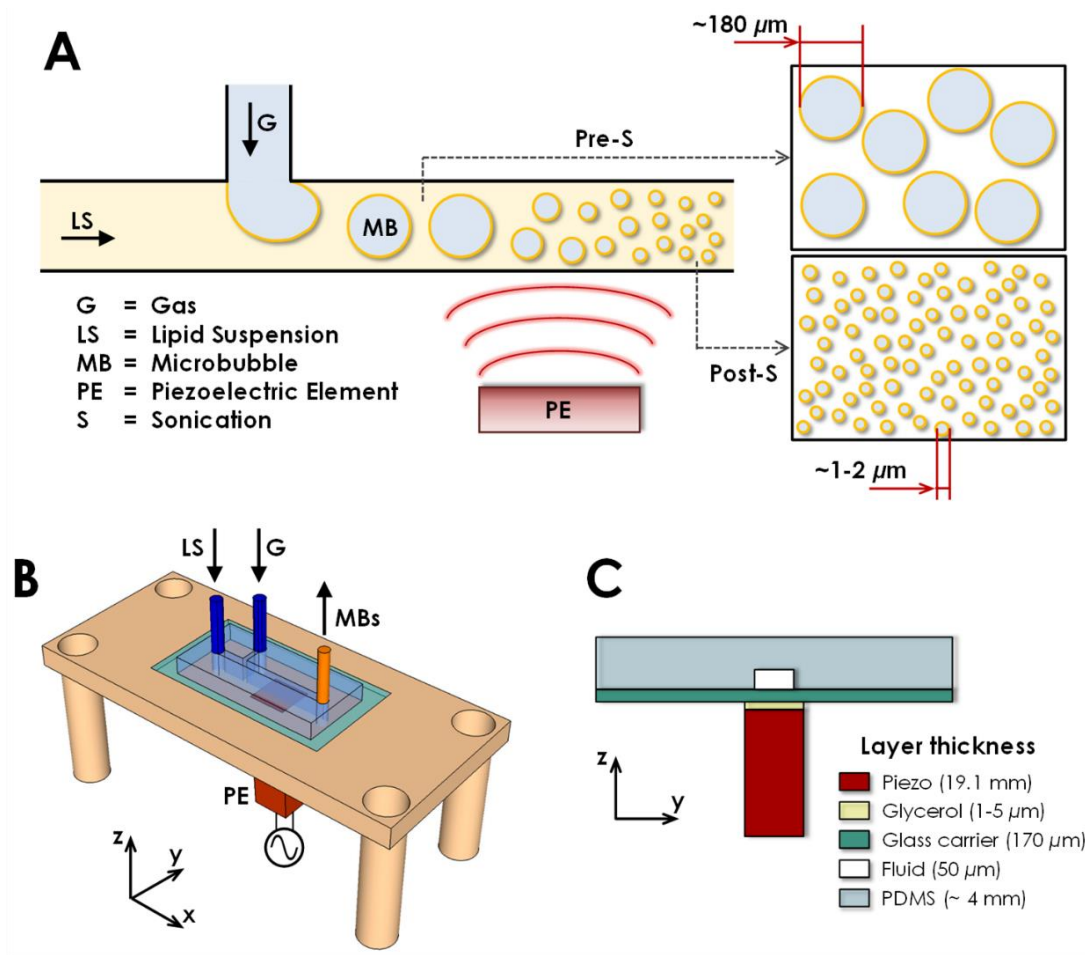 A
~180 µm
G
Pre-S
LS
MB
G = Gas
LS = Lipid Suspension
MB = Microbubble
PE = Piezoelectric Element
S = Sonication
PE
Post-S
~1-2 µm
B
LS
G
MBs
PE
z
y
x
C
z
y
Layer thickness
Piezo (19.1 mm)
Glycerol (1-5 µm)
Glass carrier (170 µm)
Fluid (50 µm)
PDMS (~ 4 mm)